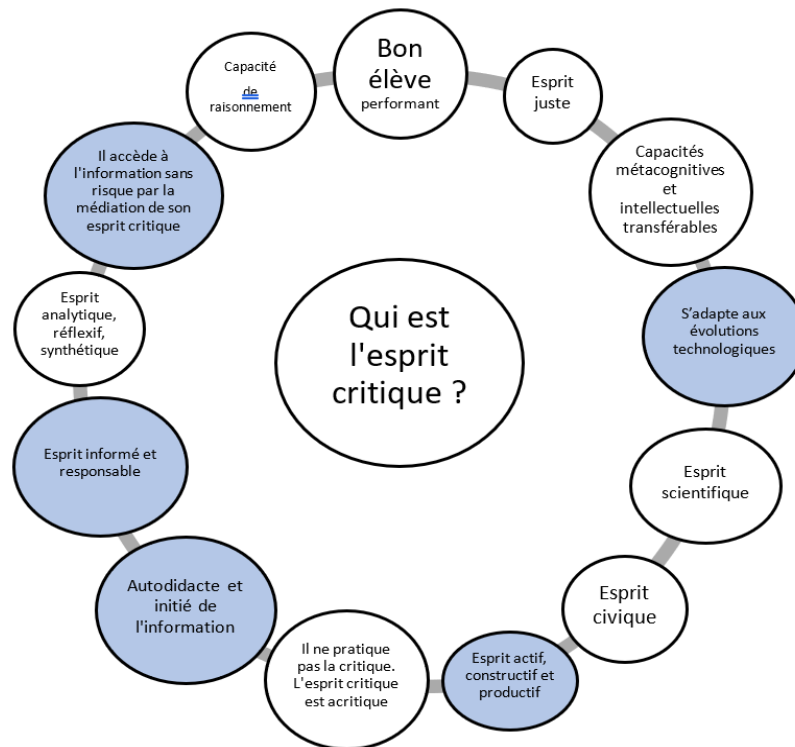 Qui est
l'esprit
critique ?
Bon
élève
performant
Esprit
juste
Capacités
métacognitives
et
intellectuelles
transférables
S'adapte aux
évolutions
technologiques
Esprit
scientifique
Esprit
civique
Esprit actif,
constructif et
productif
Il ne pratique
pas la critique.
L'esprit critique
est acritique
Autodidacte et
initié de
l'information
Esprit informé et
responsable
Esprit
analytique,
réflexif,
synthétique
Il accède à
l'information sans
risque par la
médiation de son
esprit critique
Capacité
de
raisonnement